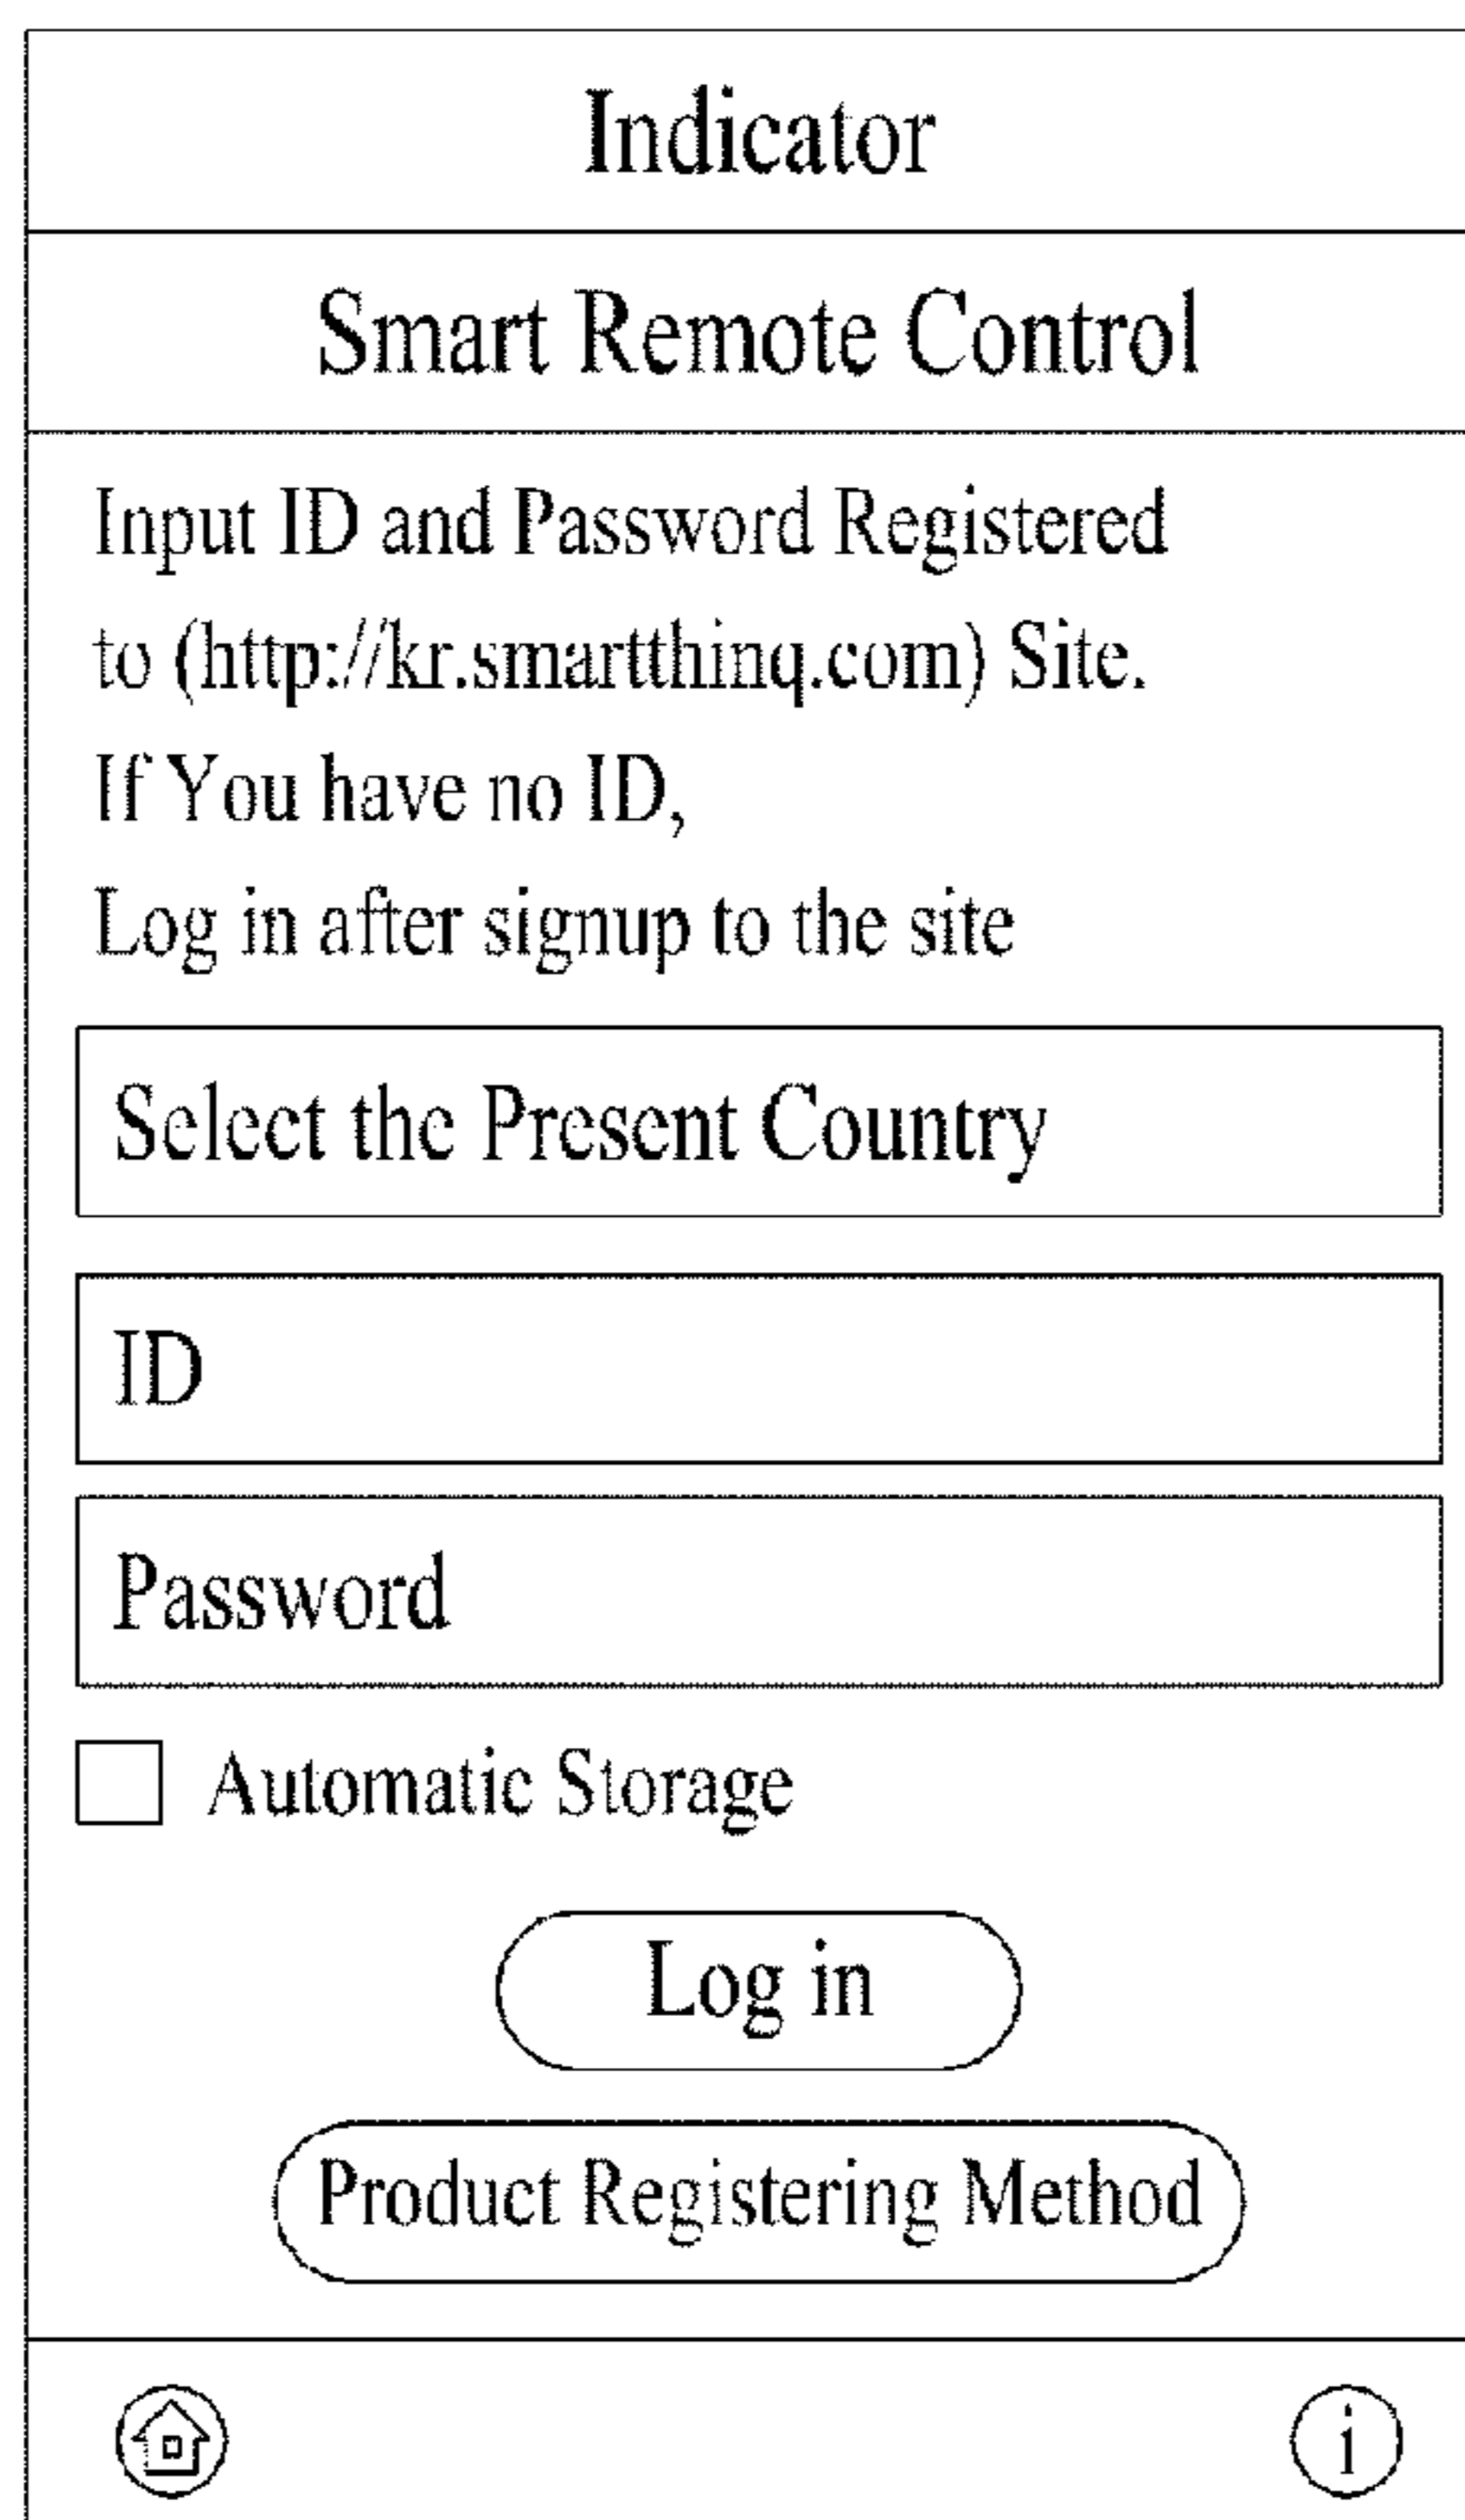 Indicator
Smart Remote Control
Input ID and Password Registered
to (http://kr.smartthinq.com) Site.
If You have no ID,
Log in after signup to the site
Select the Present Country
ID
Password
Automatic Storage
Log in
Product Registering Method
i